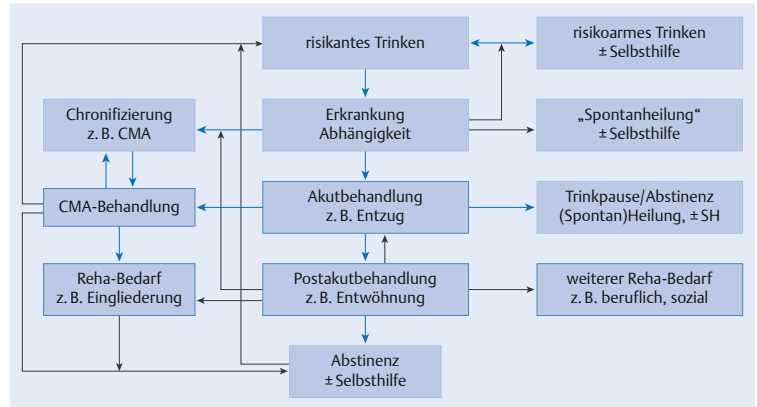 risikantes Trinken
risikoarmes Trinken
± Selbsthilfe
Chronifizierung
z. B. CMA
Erkrankung
Abhängigkeit
„Spontanheilung“
± Selbsthilfe
CMA-Behandlung
Akutbehandlung
z. B. Entzug
Trinkpause/Abstinenz
(Spontan)Heilung, ± SH
Reha-Bedarf
z. B. Eingliederung
Postakutbehandlung
z. B. Entwöhnung
weiterer Reha-Bedarf
z. B. beruflich, sozial
Abstinenz
± Selbsthilfe